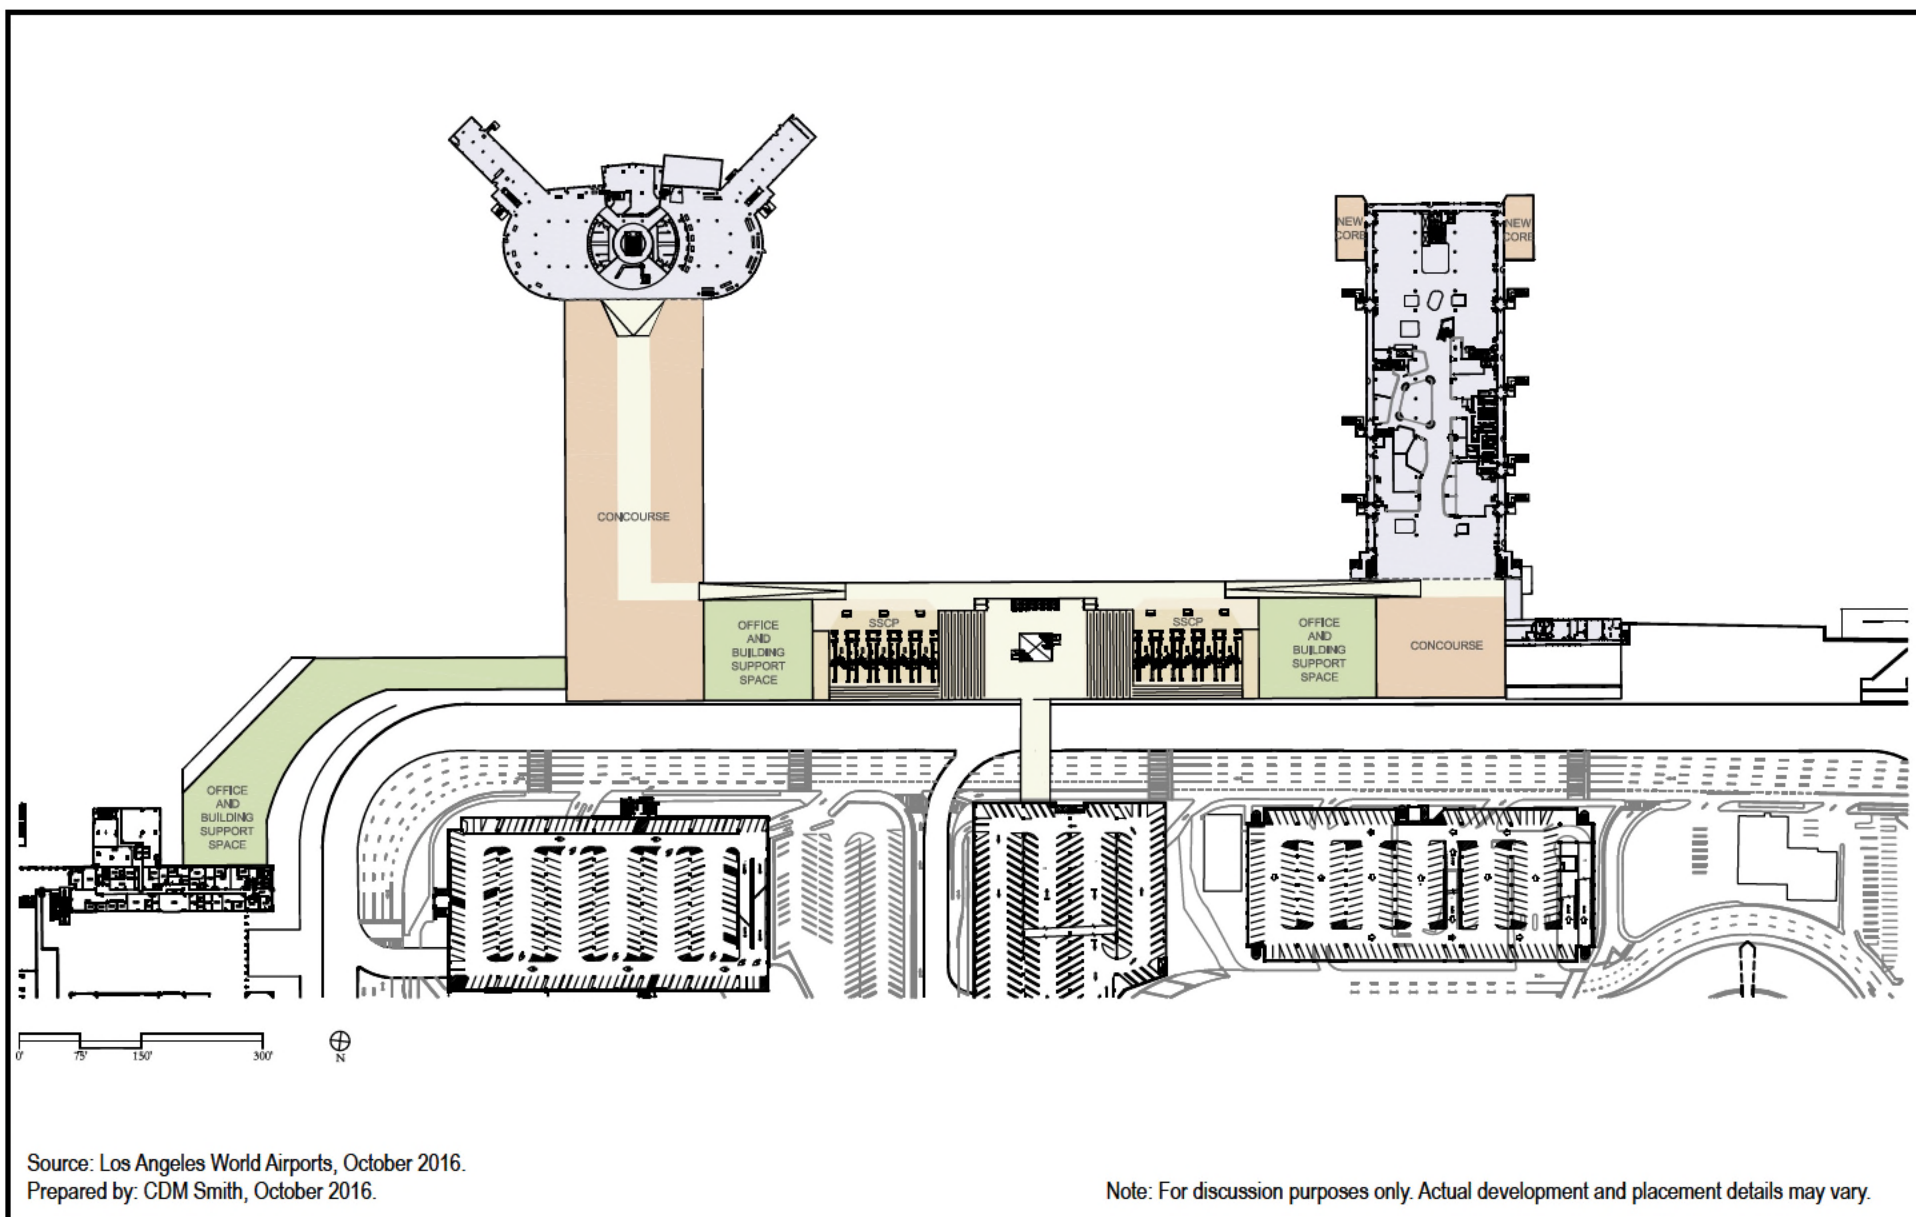 NEW
CORE
NEW
CORE
CONCOURSE
OFFICE
AND
BUILDING
SUPPORT
SPACE
SSCP
SSCP
OFFICE
AND
BUILDING
SUPPORT
SPACE
CONCOURSE
OFFICE
AND
BUILDING
SUPPORT
SPACE
0' 75' 150' 300'
N
Source: Los Angeles World Airports, October 2016.
Prepared by: CDM Smith, October 2016.
Note: For discussion purposes only. Actual development and placement details may vary.